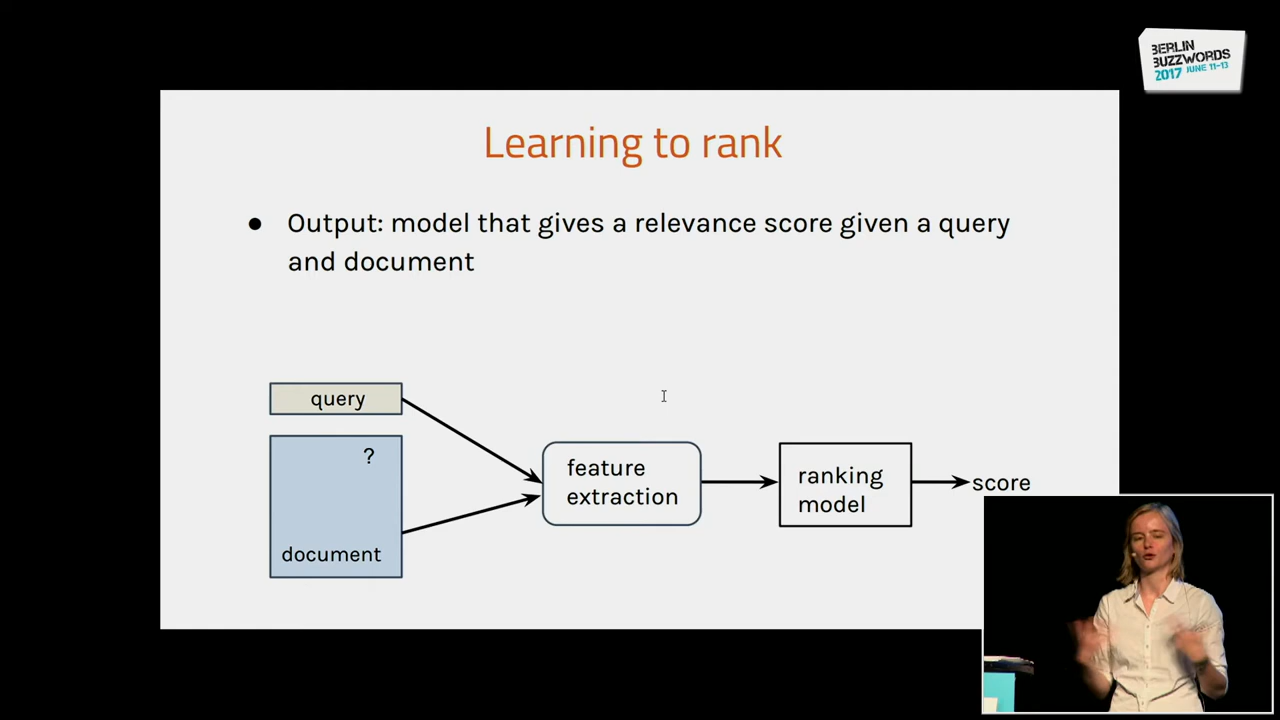 BERLIN
BUZZWORDS
2017 JUNE 11-13
Learning to rank
● Output: model that gives a relevance score given a query
and document
query
?
document
feature
extraction
ranking
model
score